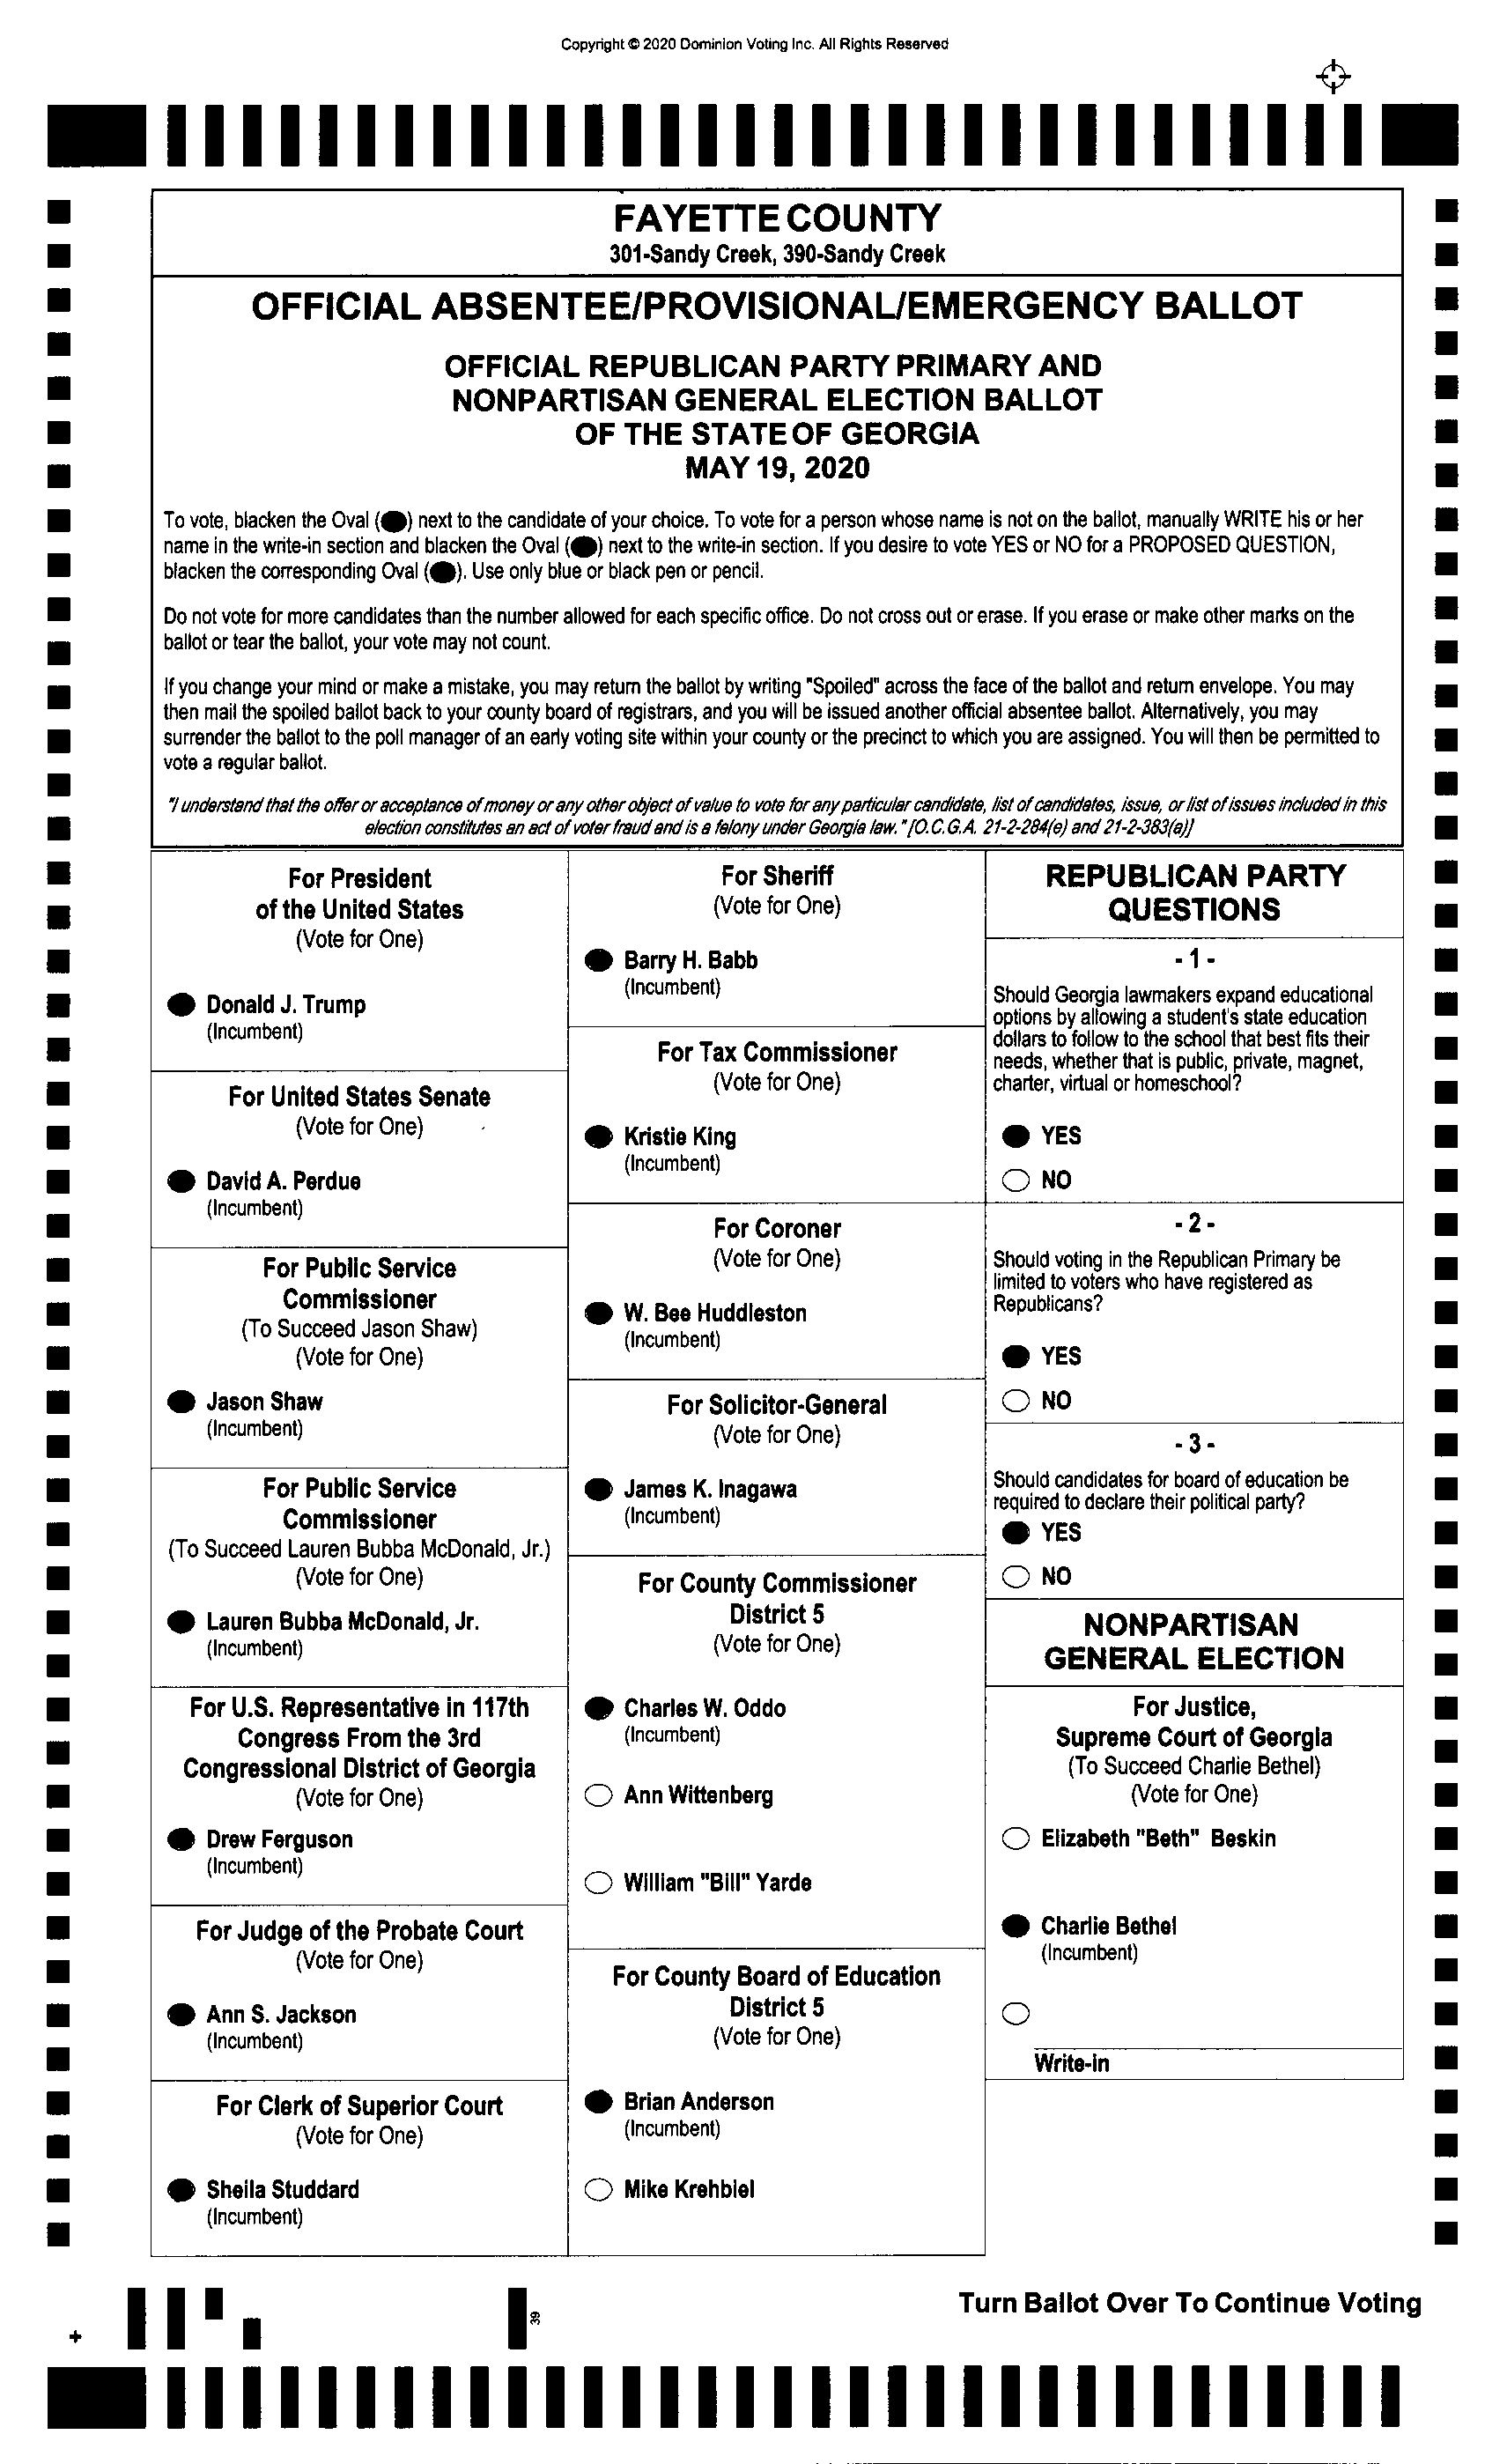 Copyright © 2020 Dominion Voting Inc. All Rights Reserved
FAYETTE COUNTY
301-Sandy Creek, 390-Sandy Creek
OFFICIAL ABSENTEE/PROVISIONAL/EMERGENCY BALLOT
OFFICIAL REPUBLICAN PARTY PRIMARY AND
NONPARTISAN GENERAL ELECTION BALLOT
OF THE STATE OF GEORGIA
MAY 19, 2020
To vote, blacken the Oval ( ) next to the candidate of your choice. To vote for a person whose name is not on the ballot, manually WRITE his or her
name in the write-in section and blacken the Oval ( ) next to the write-in section. If you desire to vote YES or NO for a PROPOSED QUESTION,
blacken the corresponding Oval ( ). Use only blue or black pen or pencil.
Do not vote for more candidates than the number allowed for each specific office. Do not cross out or erase. If you erase or make other marks on the
ballot or tear the ballot, your vote may not count.
If you change your mind or make a mistake, you may return the ballot by writing "Spoiled" across the face of the ballot and return envelope. You may
then mail the spoiled ballot back to your county board of registrars, and you will be issued another official absentee ballot. Alternatively, you may
surrender the ballot to the poll manager of an early voting site within your county or the precinct to which you are assigned. You will then be permitted to
vote a regular ballot.
"I understand that the offer or acceptance of money or any other object of value to vote for any particular candidate, list of candidates, issue, or list of issues included in this
election constitutes an act of voter fraud and is a felony under Georgia law." [O.C.G.A. 21-2-284(e) and 21-2-383(a)]
For President
of the United States
(Vote for One)
Donald J. Trump
(Incumbent)
For United States Senate
(Vote for One)
David A. Perdue
(Incumbent)
For Public Service
Commissioner
(To Succeed Jason Shaw)
(Vote for One)
Jason Shaw
(Incumbent)
For Public Service
Commissioner
(To Succeed Lauren Bubba McDonald, Jr.)
(Vote for One)
Lauren Bubba McDonald, Jr.
(Incumbent)
For U.S. Representative in 117th
Congress From the 3rd
Congressional District of Georgia
(Vote for One)
Drew Ferguson
(Incumbent)
For Judge of the Probate Court
(Vote for One)
Ann S. Jackson
(Incumbent)
For Clerk of Superior Court
(Vote for One)
Sheila Studdard
(Incumbent)
For Sheriff
(Vote for One)
Barry H. Babb
(Incumbent)
For Tax Commissioner
(Vote for One)
Kristie King
(Incumbent)
For Coroner
(Vote for One)
W. Bee Huddleston
(Incumbent)
For Solicitor-General
(Vote for One)
James K. Inagawa
(Incumbent)
For County Commissioner
District 5
(Vote for One)
Charles W. Oddo
(Incumbent)
Ann Wittenberg
William "Bill" Yarde
For County Board of Education
District 5
(Vote for One)
Brian Anderson
(Incumbent)
Mike Krehbiel
REPUBLICAN PARTY
QUESTIONS
- 1 -
Should Georgia lawmakers expand educational
options by allowing a student's state education
dollars to follow to the school that best fits their
needs, whether that is public, private, magnet,
charter, virtual or homeschool?
YES
NO
- 2 -
Should voting in the Republican Primary be
limited to voters who have registered as
Republicans?
YES
NO
- 3 -
Should candidates for board of education be
required to declare their political party?
YES
NO
NONPARTISAN
GENERAL ELECTION
For Justice,
Supreme Court of Georgia
(To Succeed Charlie Bethel)
(Vote for One)
Elizabeth "Beth" Beskin
Charlie Bethel
(Incumbent)
Write-in
Turn Ballot Over To Continue Voting
39